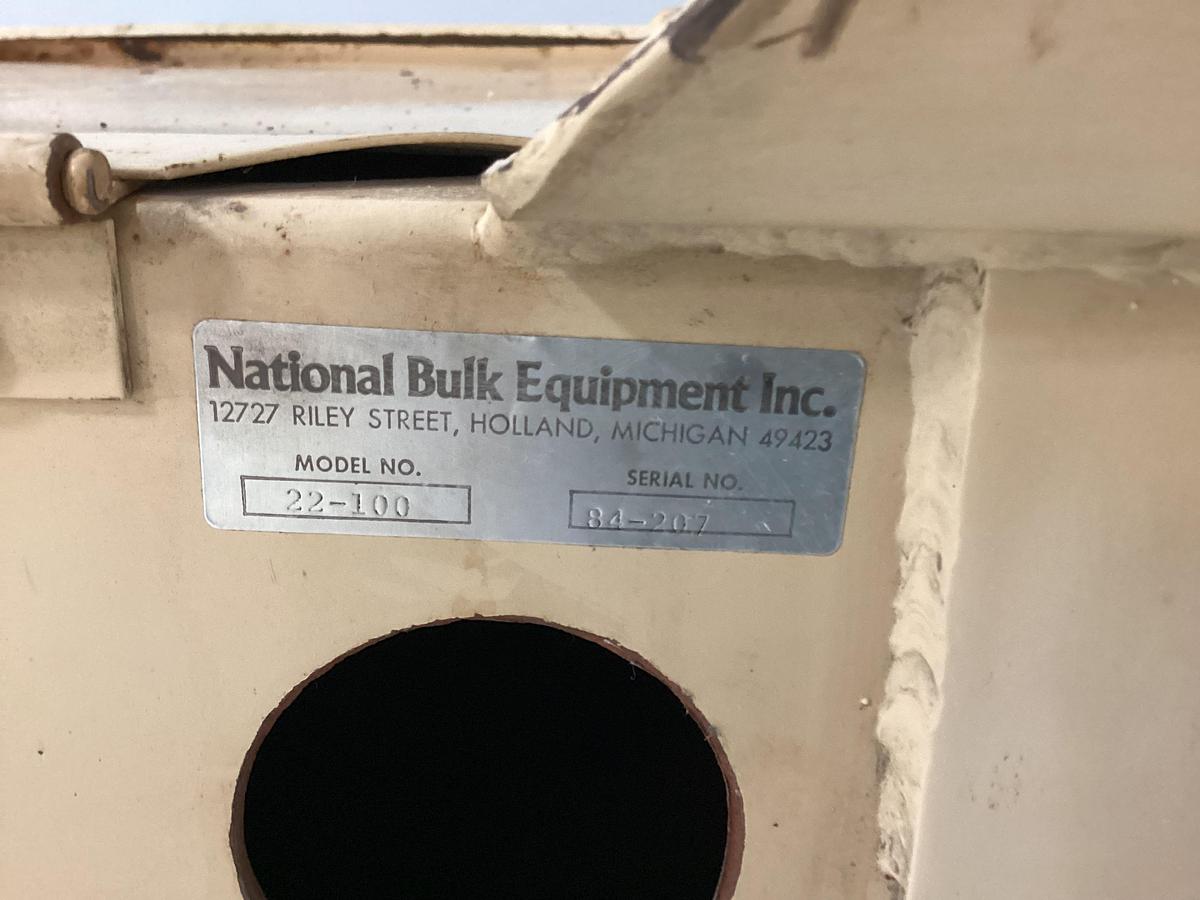 National Bulk Equipment Inc.
12727 RILEY STREET, HOLLAND, MICHIGAN 49423
MODEL NO. SERIAL NO.
22-100 84-207